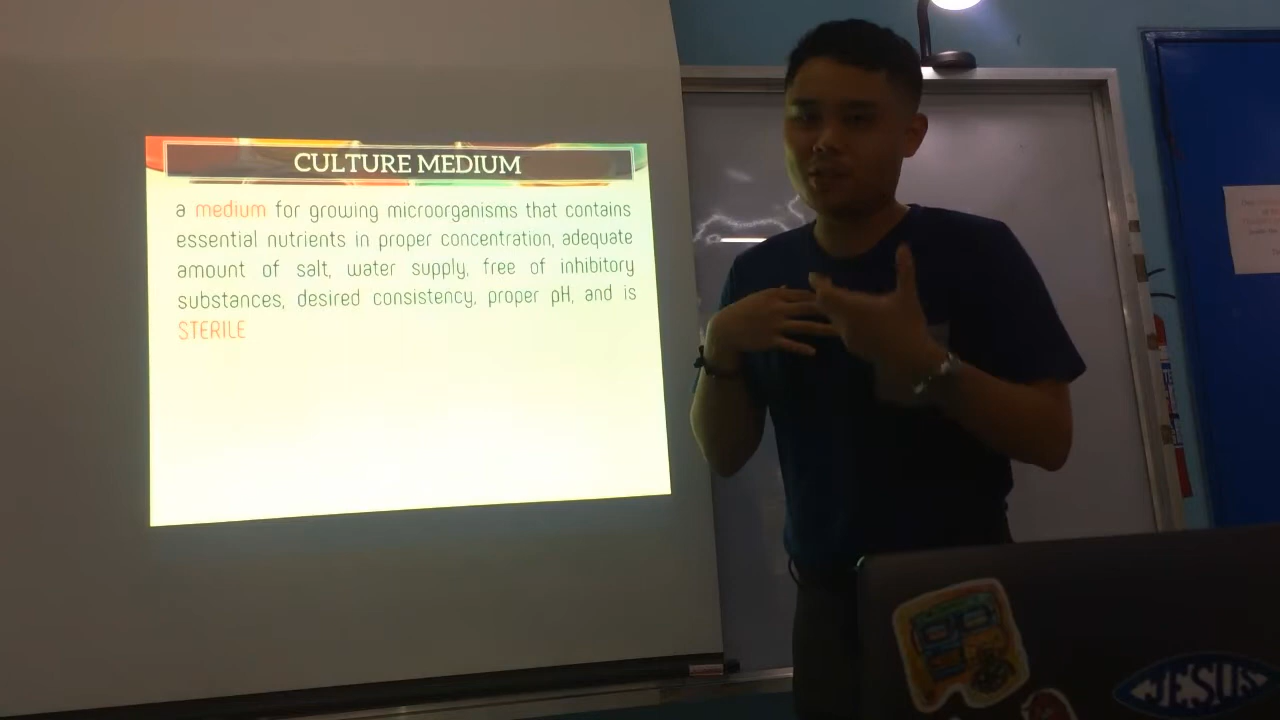 CULTURE MEDIUM
a medium for growing microorganisms that contains
essential nutrients in proper concentration, adequate
amount of salt, water supply, free of inhibitory
substances, desired consistency, proper pH, and is
STERILE
JESUS